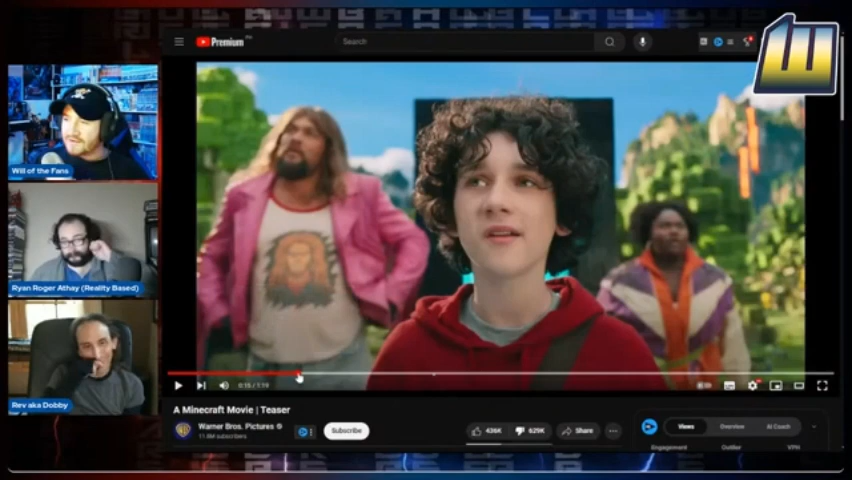 Premium
Search
Will of the Fans
Ryan Roger Athay (Reality Based)
Rev aka Dobby
0:15 / 1:19
A Minecraft Movie | Teaser
Warner Bros. Pictures
11.8M subscribers
Subscribe
436K
629K
Share
Views
Overview
AI Coach
Engagement
Outlier
VPH